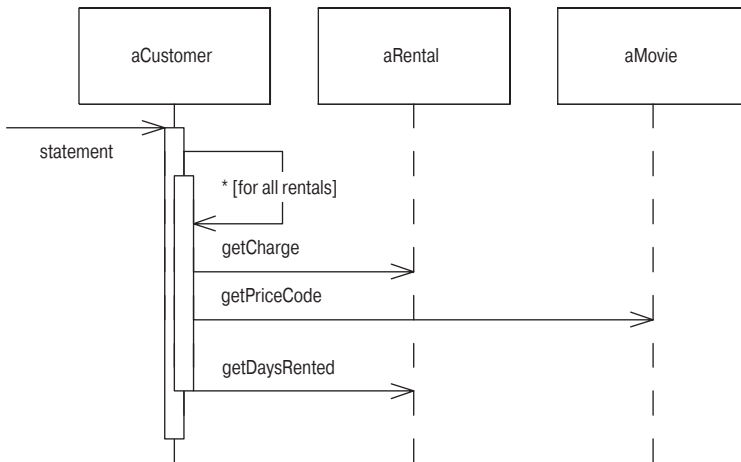 aCustomer
aRental
aMovie
statement
* [for all rentals]
getCharge
getPriceCode
getDaysRented